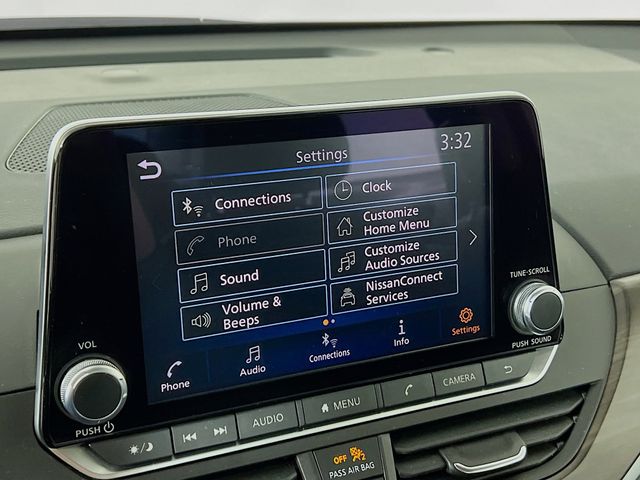 Settings
3:32
Connections
Clock
Phone
Customize
Home Menu
Sound
Customize
Audio Sources
Volume &
Beeps
NissanConnect
Services
Phone
Audio
Connections
Info
Settings
VOL
PUSH
TUNE·SCROLL
PUSH SOUND
AUDIO
MENU
CAMERA
OFF
PASS AIR BAG